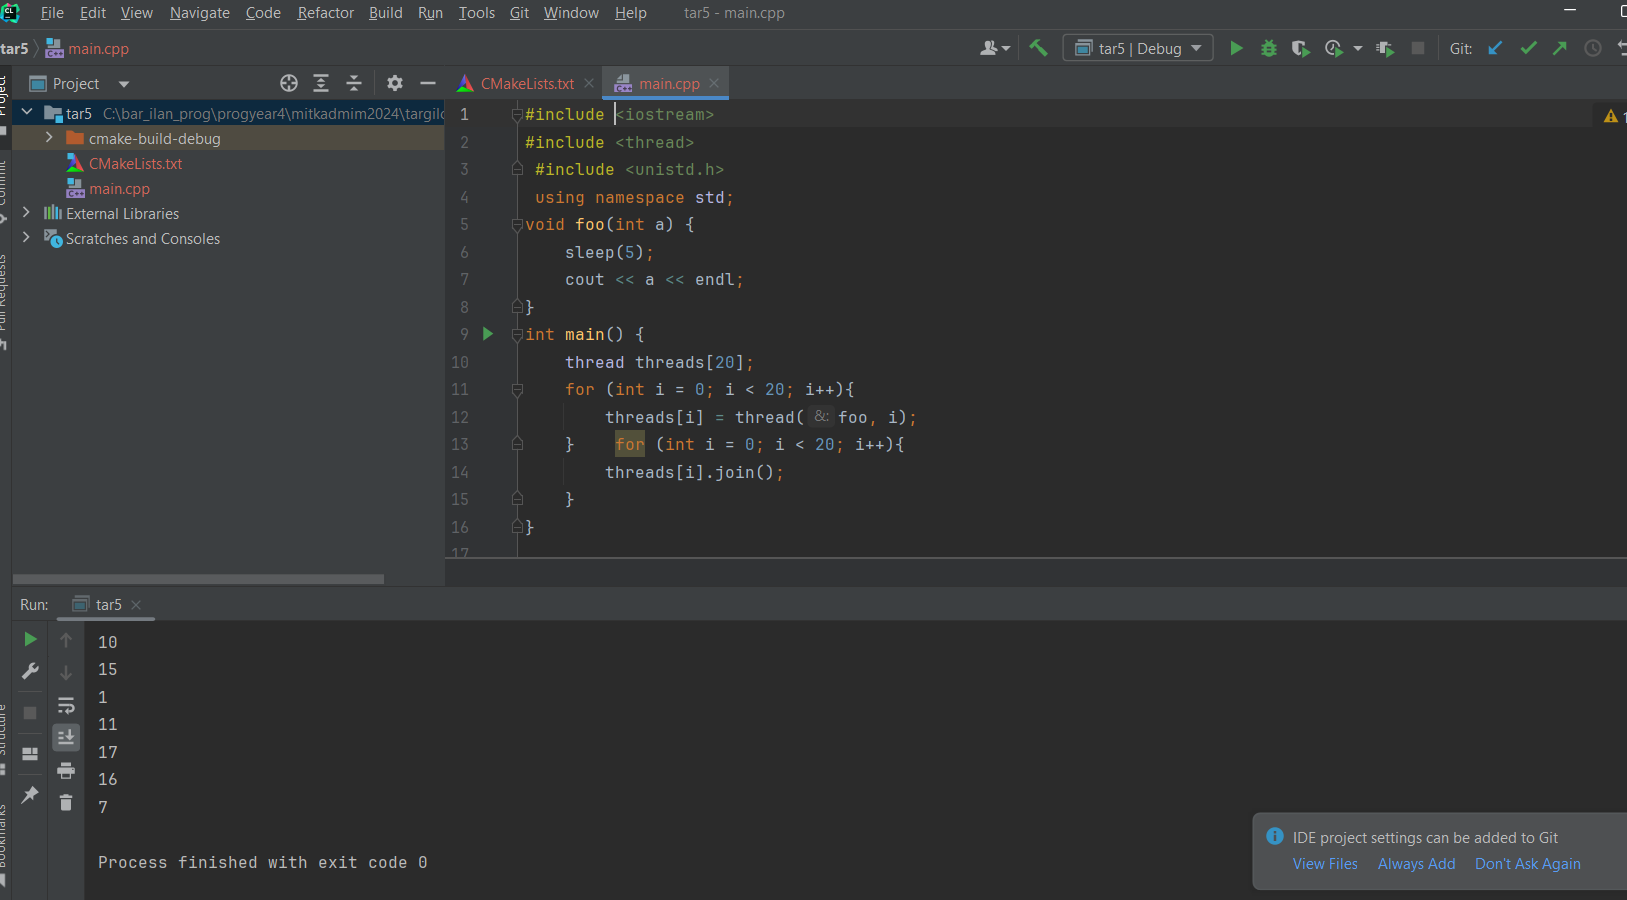 File Edit View Navigate Code Refactor Build Run Tools Git Window Help tar5 - main.cpp
tar5 main.cpp tar5 | Debug Git:
Project CMakeLists.txt main.cpp
Project
tar5 C:\bar_ilan_prog\progyear4\mitkadmim2024\targilc
cmake-build-debug
CMakeLists.txt
main.cpp
External Libraries
Scratches and Consoles
Commit
Pull Requests
1 #include <iostream>
2 #include <thread>
3 #include <unistd.h>
4 using namespace std;
5 void foo(int a) {
6 sleep(5);
7 cout << a << endl;
8 }
9 int main() {
10 thread threads[20];
11 for (int i = 0; i < 20; i++){
12 threads[i] = thread( &: foo, i);
13 } for (int i = 0; i < 20; i++){
14 threads[i].join();
15 }
16 }
17
1
Run: tar5
10
15
1
11
17
16
7
Process finished with exit code 0
Structure
Bookmarks
IDE project settings can be added to Git
View Files Always Add Don't Ask Again